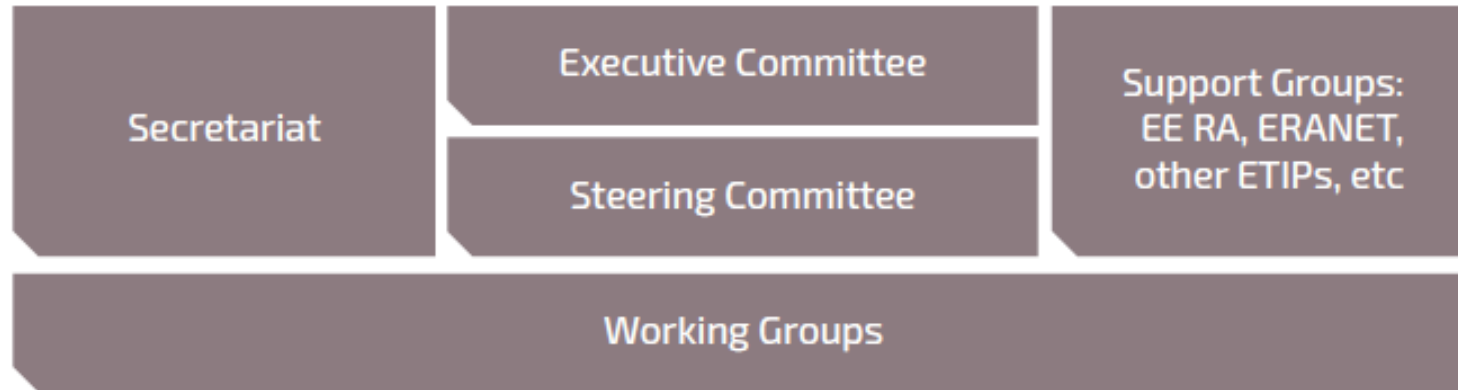 Secretariat
Executive Committee
Steering Committee
Support Groups:
EE RA, ERANET,
other ETIPs, etc
Working Groups